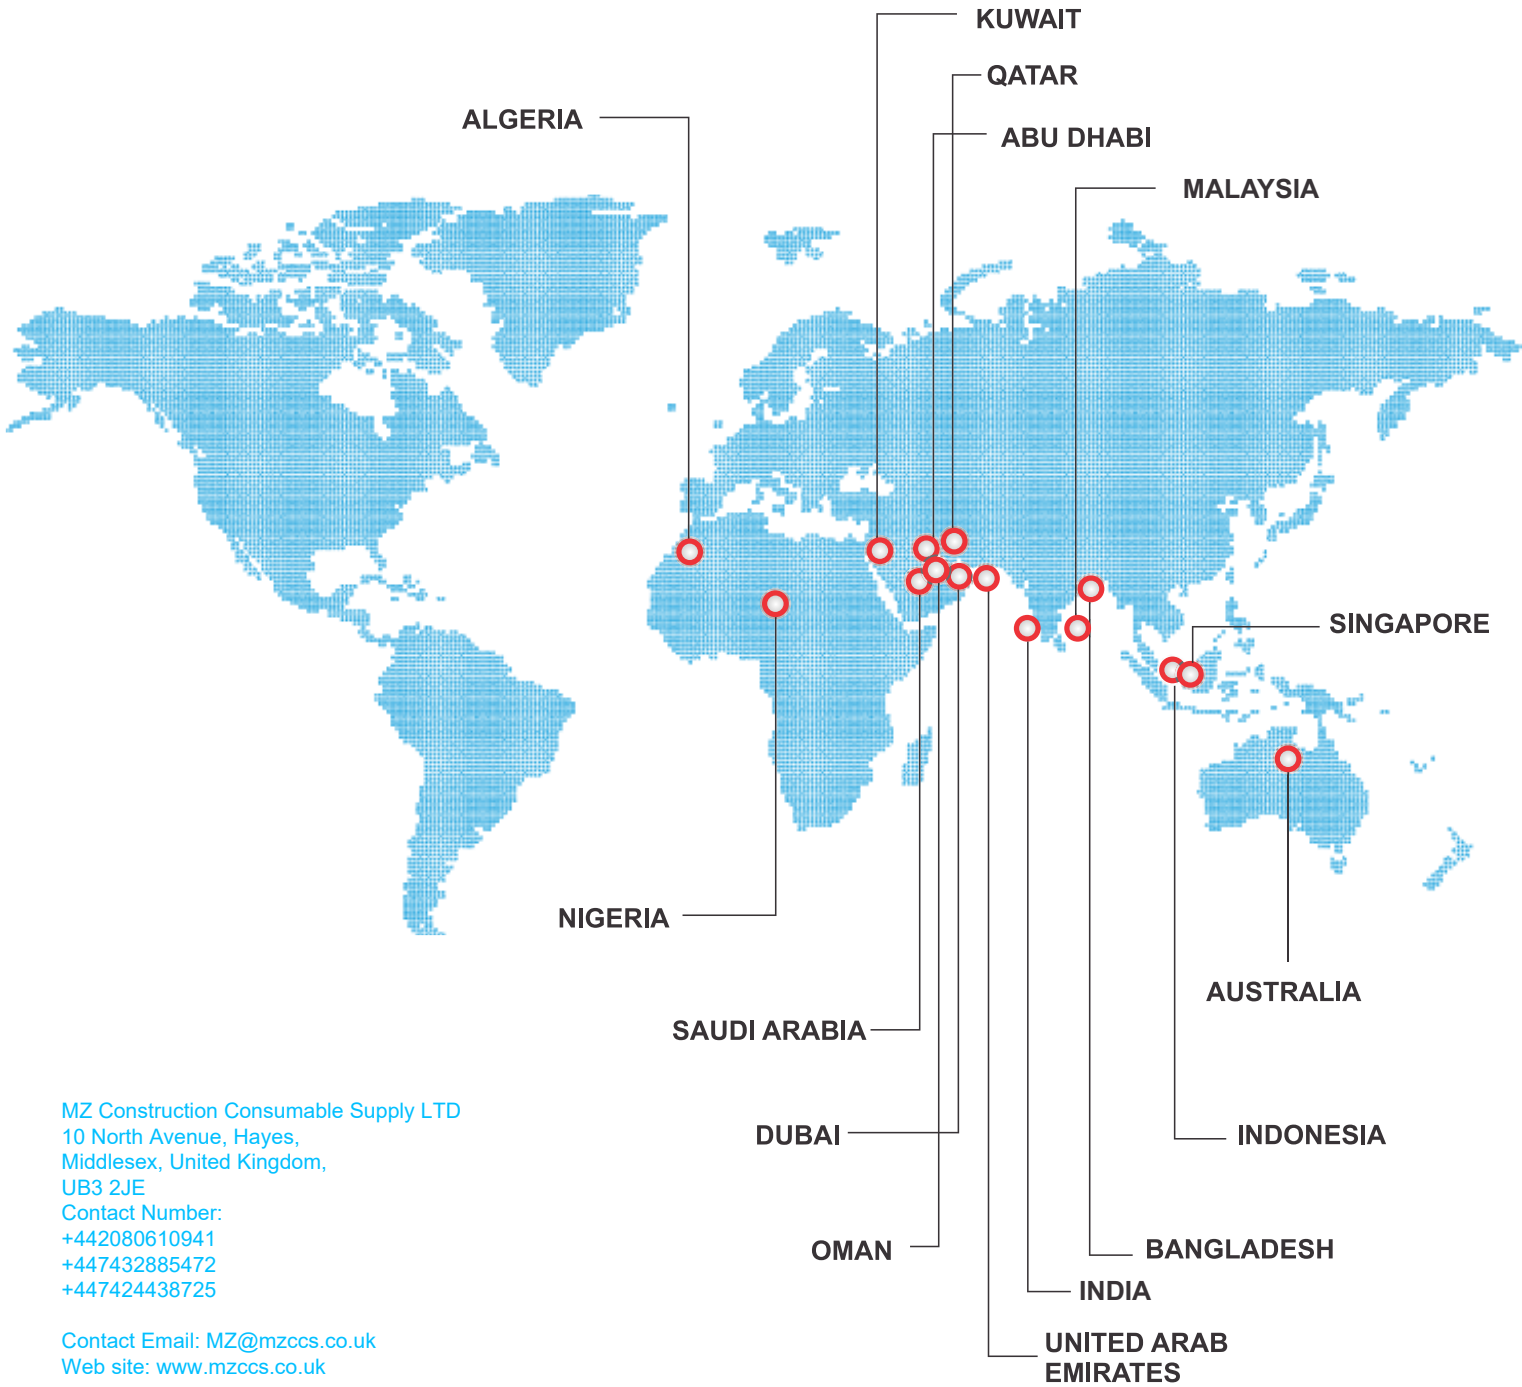 KUWAIT
QATAR
ALGERIA
ABU DHABI
MALAYSIA
SINGAPORE
NIGERIA
AUSTRALIA
SAUDI ARABIA
DUBAI
INDONESIA
OMAN
BANGLADESH
INDIA
UNITED ARAB
EMIRATES
MZ Construction Consumable Supply LTD
10 North Avenue, Hayes,
Middlesex, United Kingdom,
UB3 2JE
Contact Number:
+442080610941
+447432885472
+447424438725
Contact Email: MZ@mzccs.co.uk
Web site: www.mzccs.co.uk